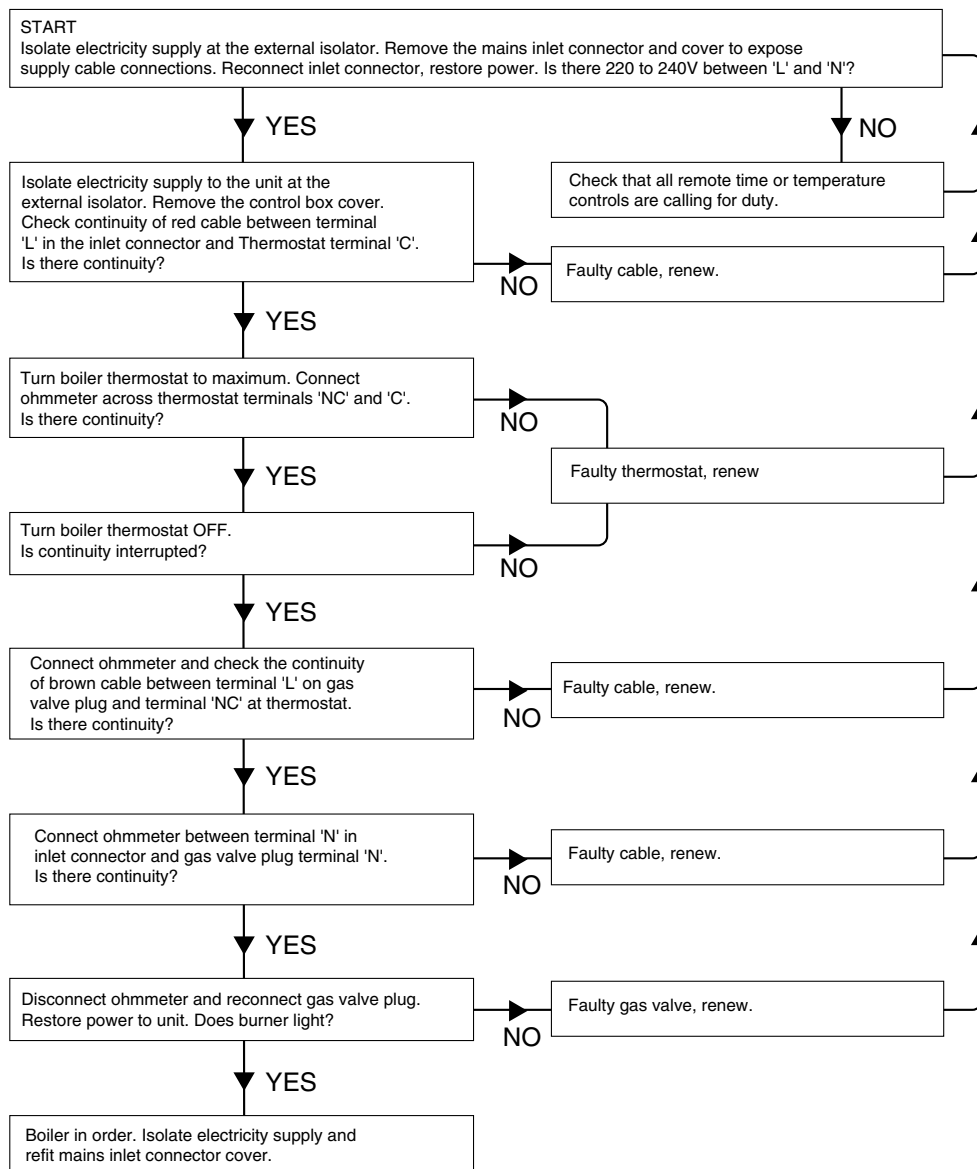 START
Isolate electricity supply at the external isolator. Remove the mains inlet connector and cover to expose
supply cable connections. Reconnect inlet connector, restore power. Is there 220 to 240V between 'L' and 'N'?
YES
NO
Isolate electricity supply to the unit at the
external isolator. Remove the control box cover.
Check continuity of red cable between terminal
'L' in the inlet connector and Thermostat terminal 'C'.
Is there continuity?
Check that all remote time or temperature
controls are calling for duty.
NO
Faulty cable, renew.
YES
Turn boiler thermostat to maximum. Connect
ohmmeter across thermostat terminals 'NC' and 'C'.
Is there continuity?
NO
YES
Faulty thermostat, renew
Turn boiler thermostat OFF.
Is continuity interrupted?
NO
YES
Connect ohmmeter and check the continuity
of brown cable between terminal 'L' on gas
valve plug and terminal 'NC' at thermostat.
Is there continuity?
NO
Faulty cable, renew.
YES
Connect ohmmeter between terminal 'N' in
inlet connector and gas valve plug terminal 'N'.
Is there continuity?
NO
Faulty cable, renew.
YES
Disconnect ohmmeter and reconnect gas valve plug.
Restore power to unit. Does burner light?
NO
Faulty gas valve, renew.
YES
Boiler in order. Isolate electricity supply and
refit mains inlet connector cover.